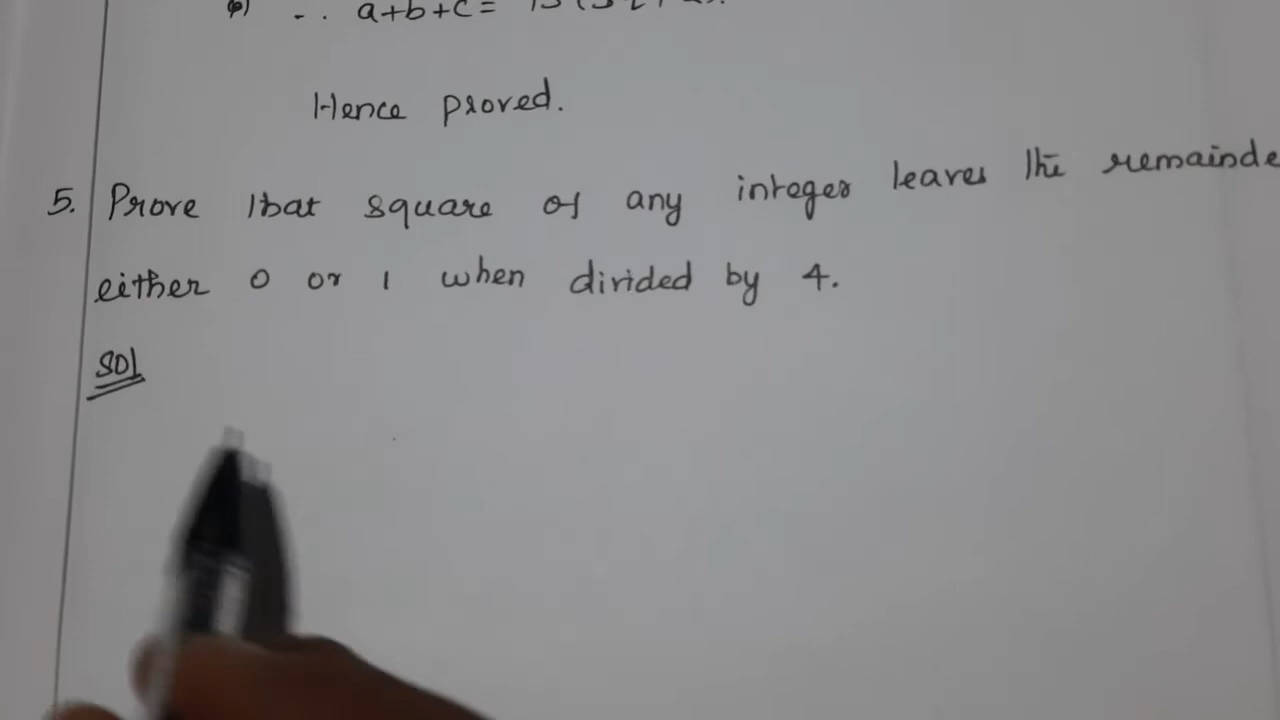 ∴ a+b+c=
Hence proved.
5. Prove that square of any integer leaves the remainde
either 0 or 1 when divided by 4.
Sol